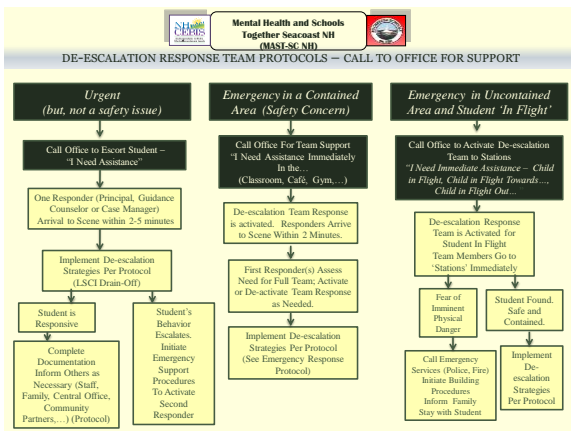 NH
CEBIS
Mental Health and Schools
Together Seacoast NH
(MAST-SC NH)
DE-ESCALATION RESPONSE TEAM PROTOCOLS – CALL TO OFFICE FOR SUPPORT
Urgent
(but, not a safety issue)
Call Office to Escort Student –
“I Need Assistance”
One Responder (Principal, Guidance
Counselor or Case Manager)
Arrival to Scene within 2-5 minutes
Implement De-escalation
Strategies Per Protocol
(LSCI Drain-Off)
Student is
Responsive
Complete
Documentation
Inform Others as
Necessary (Staff,
Family, Central Office,
Community
Partners,…) (Protocol)
Student’s
Behavior
Escalates.
Initiate
Emergency
Support
Procedures
To Activate
Second
Responder
Emergency in a Contained
Area (Safety Concern)
Call Office For Team Support
“I Need Assistance Immediately
In the…
(Classroom, Café, Gym,…)
De-escalation Team Response
is activated. Responders Arrive
to Scene Within 2 Minutes.
First Responder(s) Assess
Need for Full Team; Activate
or De-activate Team Response
as Needed.
Implement De-escalation
Strategies Per Protocol
(See Emergency Response
Protocol)
Emergency in Uncontained
Area and Student ‘In Flight’
Call Office to Activate De-escalation
Team to Stations
“I Need Immediate Assistance – Child
in Flight, Child in Flight Towards…,
Child in Flight Out…”
De-escalation Response
Team is Activated for
Student In Flight
Team Members Go to
‘Stations’ Immediately
Fear of
Imminent
Physical
Danger
Call Emergency
Services (Police, Fire)
Initiate Building
Procedures
Inform Family
Stay with Student
Student Found.
Safe and
Contained.
Implement
De-
escalation
Strategies
Per Protocol